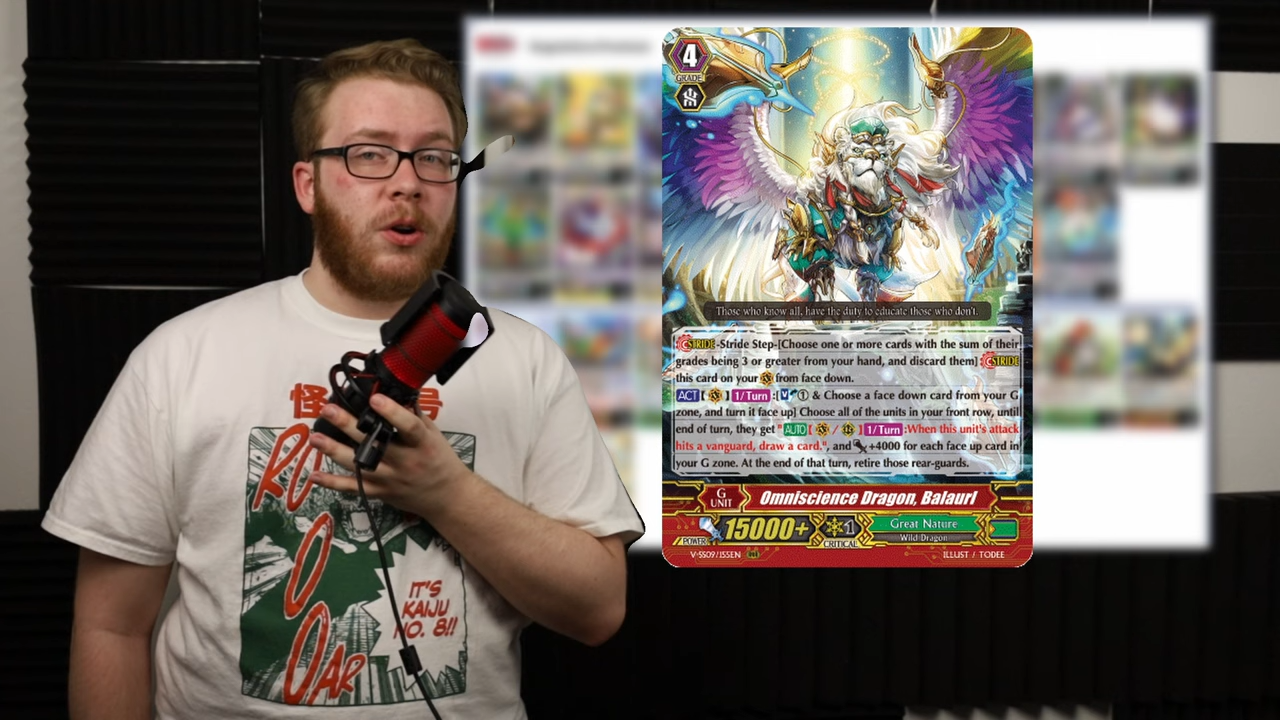 怪 号
RO
O
OAR
IT'S
KAIJU
NO. 8!!
4
GRADE
Those who know all, have the duty to educate those who don't.
STRIDE-Stride Step-[Choose one or more cards with the sum of their
grades being 3 or greater from your hand, and discard them] STRIDE
this card on your from face down.
ACT 【 】 1/Turn :[ ① & Choose a face down card from your G
zone, and turn it face up] Choose all of the units in your front row, until
end of turn, they get "AUTO【 / 】 1/Turn :When this unit's attack
hits a vanguard, draw a card.", and +4000 for each face up card in
your G zone. At the end of that turn, retire those rear-guards.
G
UNIT
Omniscience Dragon, Balaurl
POWER 15000+ 1 CRITICAL
Great Nature
Wild Dragon
V-SS09/155EN ILLUST / TODEE